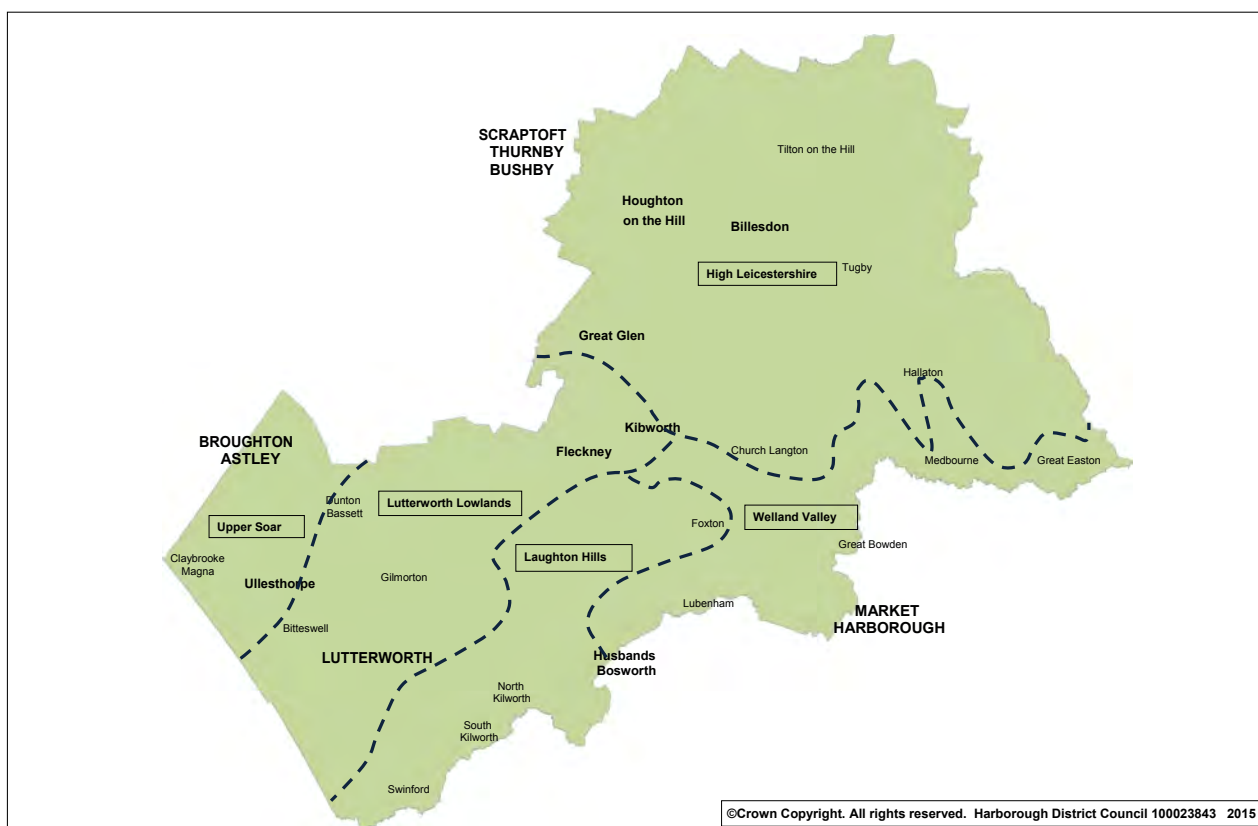 SCRAPTOFT
THURNBY
BUSHBY
Tilton on the Hill
Houghton
on the Hill
Billesdon
High Leicestershire
Tugby
Great Glen
Hallaton
Kibworth
BROUGHTON
ASTLEY
Fleckney
Church Langton
Medbourne
Great Easton
Dunton
Bassett
Lutterworth Lowlands
Upper Soar
Foxton
Welland Valley
Great Bowden
Claybrooke
Magna
Laughton Hills
Ullesthorpe
Gilmorton
Lubenham
MARKET
HARBOROUGH
Bitteswell
LUTTERWORTH
Husbands
Bosworth
North
Kilworth
South
Kilworth
Swinford
©Crown Copyright. All rights reserved. Harborough District Council 100023843 2015